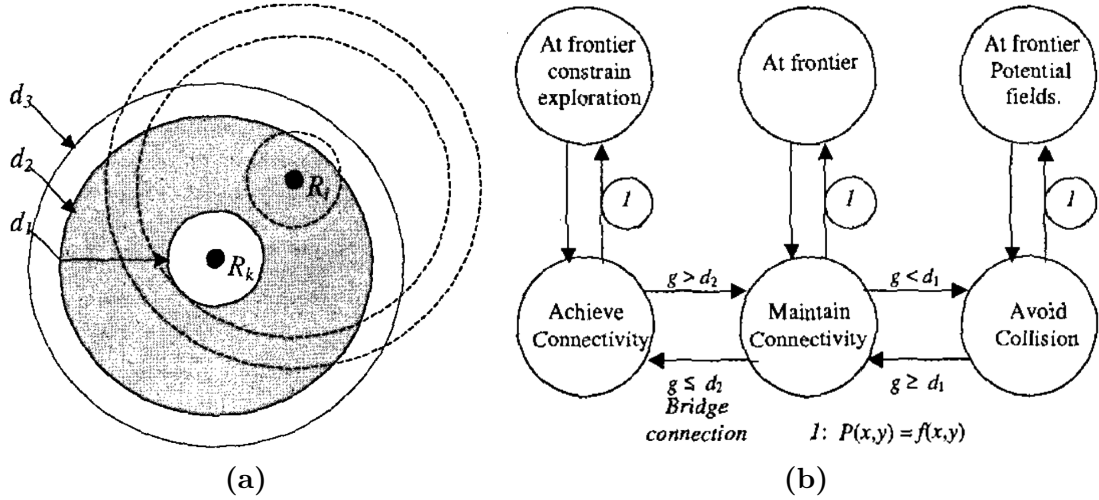 d3
d2
d1
Ri
Rk
(a)
At frontier
constrain
exploration
At frontier
At frontier
Potential
fields.
1
1
1
g > d2
g < d1
Achieve
Connectivity
Maintain
Connectivity
Avoid
Collision
g ≤ d2
Bridge
connection
g ≥ d1
1: P(x,y) = f(x,y)
(b)